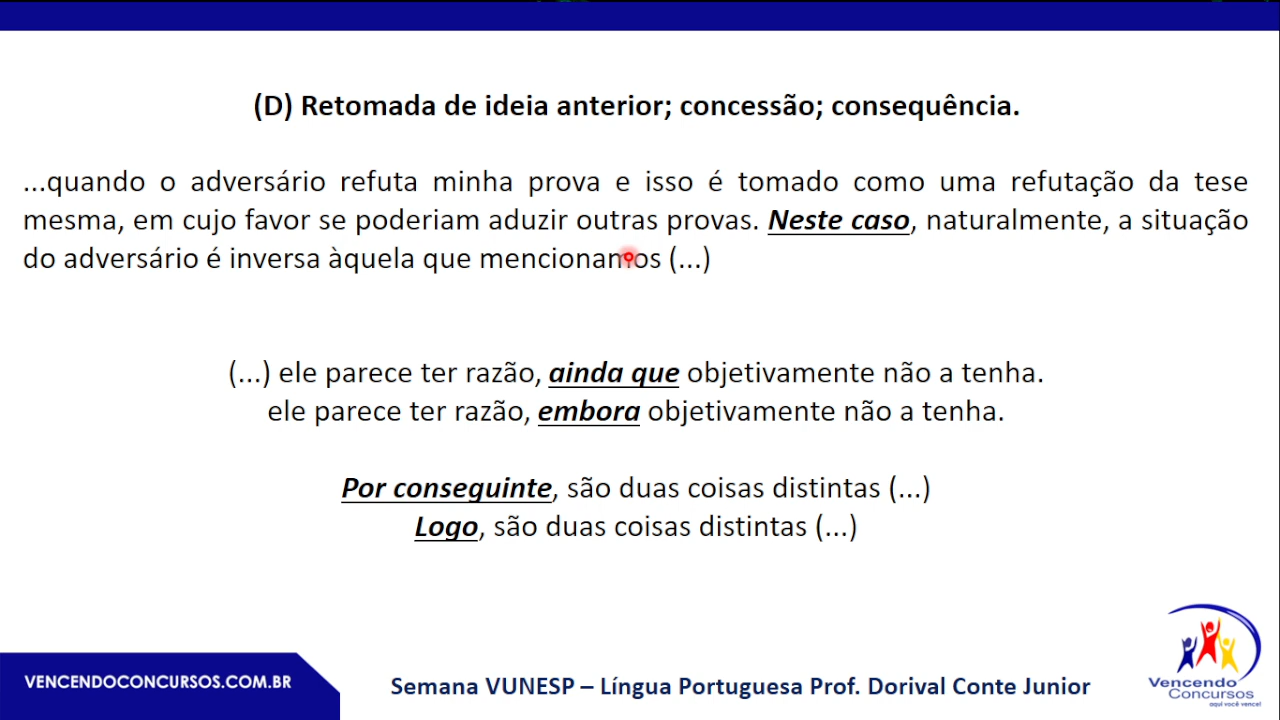 (D) Retomada de ideia anterior; concessão; consequência.
...quando o adversário refuta minha prova e isso é tomado como uma refutação da tese
mesma, em cujo favor se poderiam aduzir outras provas. Neste caso, naturalmente, a situação
do adversário é inversa àquela que mencionamos (...)
(...) ele parece ter razão, ainda que objetivamente não a tenha.
ele parece ter razão, embora objetivamente não a tenha.
Por conseguinte, são duas coisas distintas (...)
Logo, são duas coisas distintas (...)
VENCENDOCONCURSOS.COM.BR
Semana VUNESP – Língua Portuguesa Prof. Dorival Conte Junior
Vencendo
Concursos
aqui você vence!